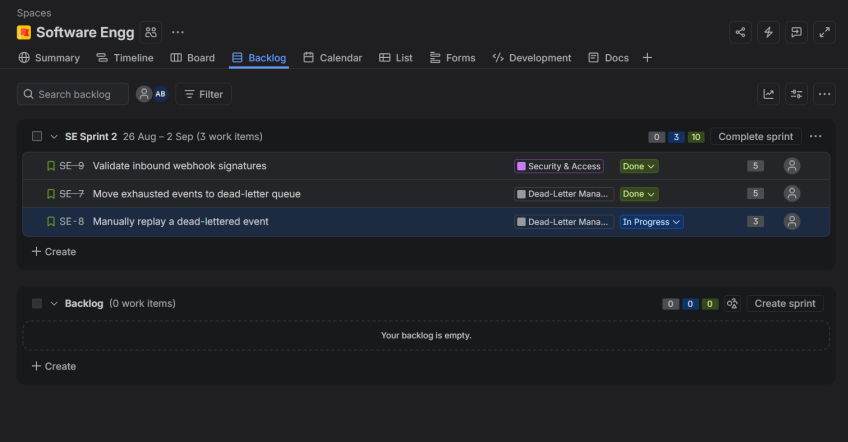 Spaces
Software Engg
Summary Timeline Board Backlog Calendar List Forms Development Docs
Search backlog AB Filter
SE Sprint 2 26 Aug – 2 Sep (3 work items) 0 3 10 Complete sprint
SE-9 Validate inbound webhook signatures Security & Access Done 5
SE-7 Move exhausted events to dead-letter queue Dead-Letter Mana... Done 5
SE-8 Manually replay a dead-lettered event Dead-Letter Mana... In Progress 3
Create
Backlog (0 work items) 0 0 0 Create sprint
Your backlog is empty.
Create